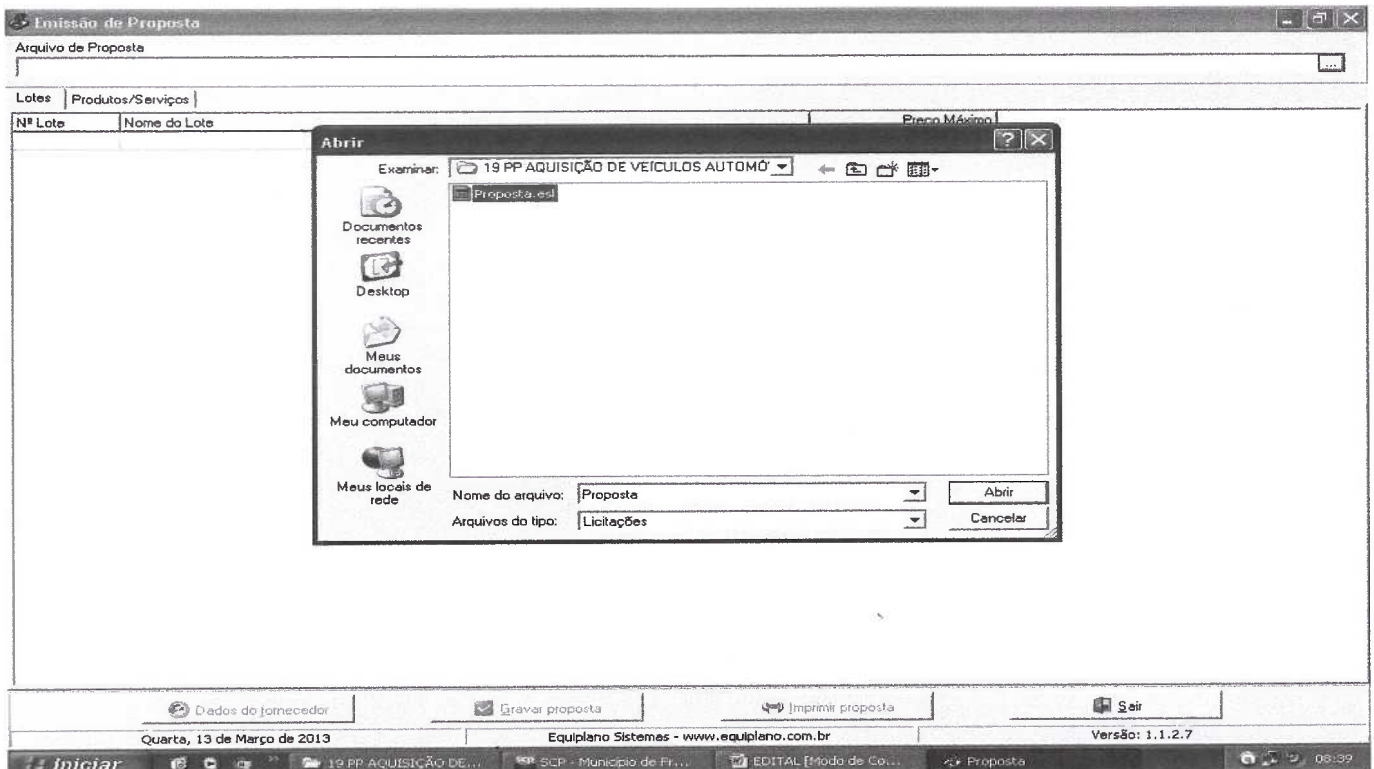 Emissão de Proposta
Arquivo de Proposta
...
Lotes Produtos/Serviços
Nº Lote Nome do Lote Preço Máximo
Abrir
Examinar: 19 PP AQUISIÇÃO DE VEÍCULOS AUTOMÓ
Proposta.esl
Documentos
recentes
Desktop
Meus
documentos
Meu computador
Meus locais de
rede
Nome do arquivo: Proposta Abrir
Arquivos do tipo: Licitações Cancelar
Dados do fornecedor Gravar proposta Imprimir proposta Sair
Quarta, 13 de Março de 2013 Equiplano Sistemas - www.equiplano.com.br Versão: 1.1.2.7
Iniciar 19 PP AQUISIÇÃO DE... SCP - Município de Fr... EDITAL [Modo de Co... Proposta 08:39